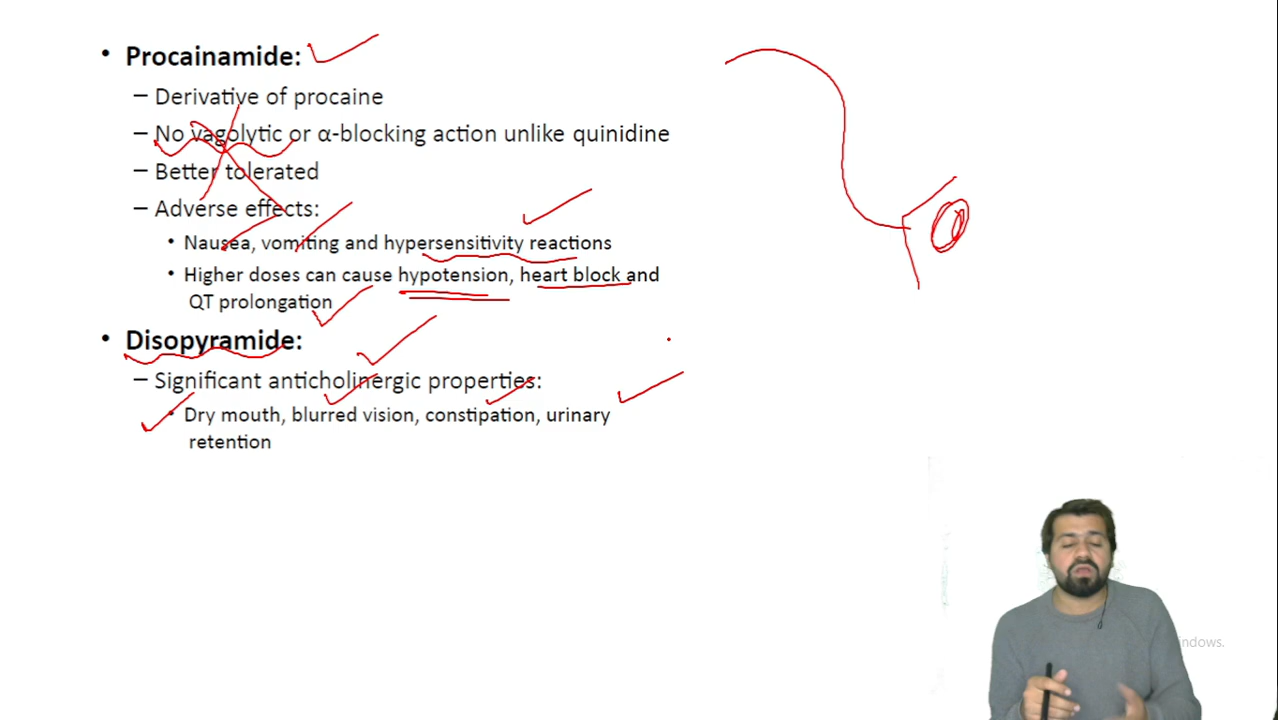 • Procainamide:
– Derivative of procaine
– No vagolytic or α-blocking action unlike quinidine
– Better tolerated
– Adverse effects:
• Nausea, vomiting and hypersensitivity reactions
• Higher doses can cause hypotension, heart block and
QT prolongation
• Disopyramide:
– Significant anticholinergic properties:
• Dry mouth, blurred vision, constipation, urinary
retention
ndows.